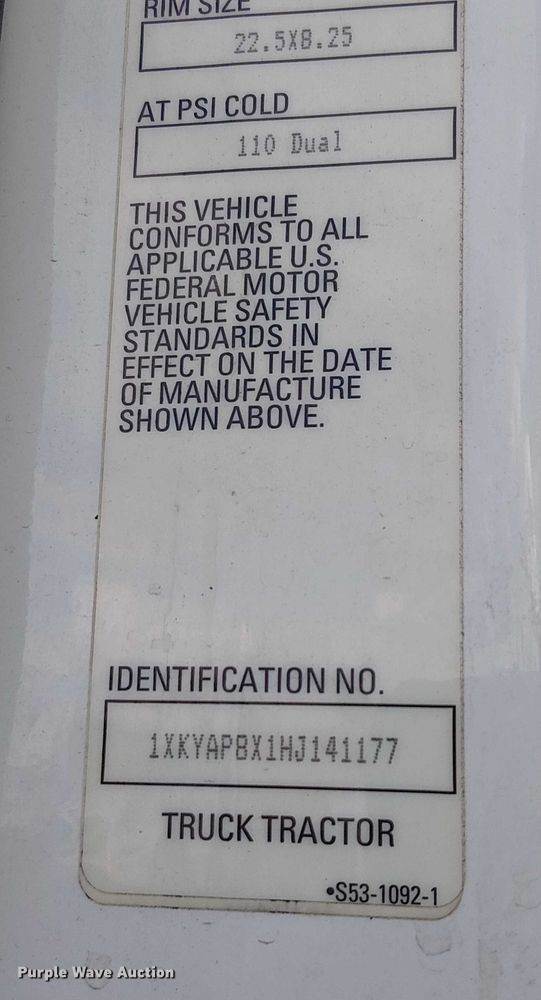 RIM SIZE
22.5X8.25
AT PSI COLD
110 Dual
THIS VEHICLE
CONFORMS TO ALL
APPLICABLE U.S.
FEDERAL MOTOR
VEHICLE SAFETY
STANDARDS IN
EFFECT ON THE DATE
OF MANUFACTURE
SHOWN ABOVE.
IDENTIFICATION NO.
1XKYAP8X1HJ141177
TRUCK TRACTOR
•S53-1092-1
Purple Wave Auction